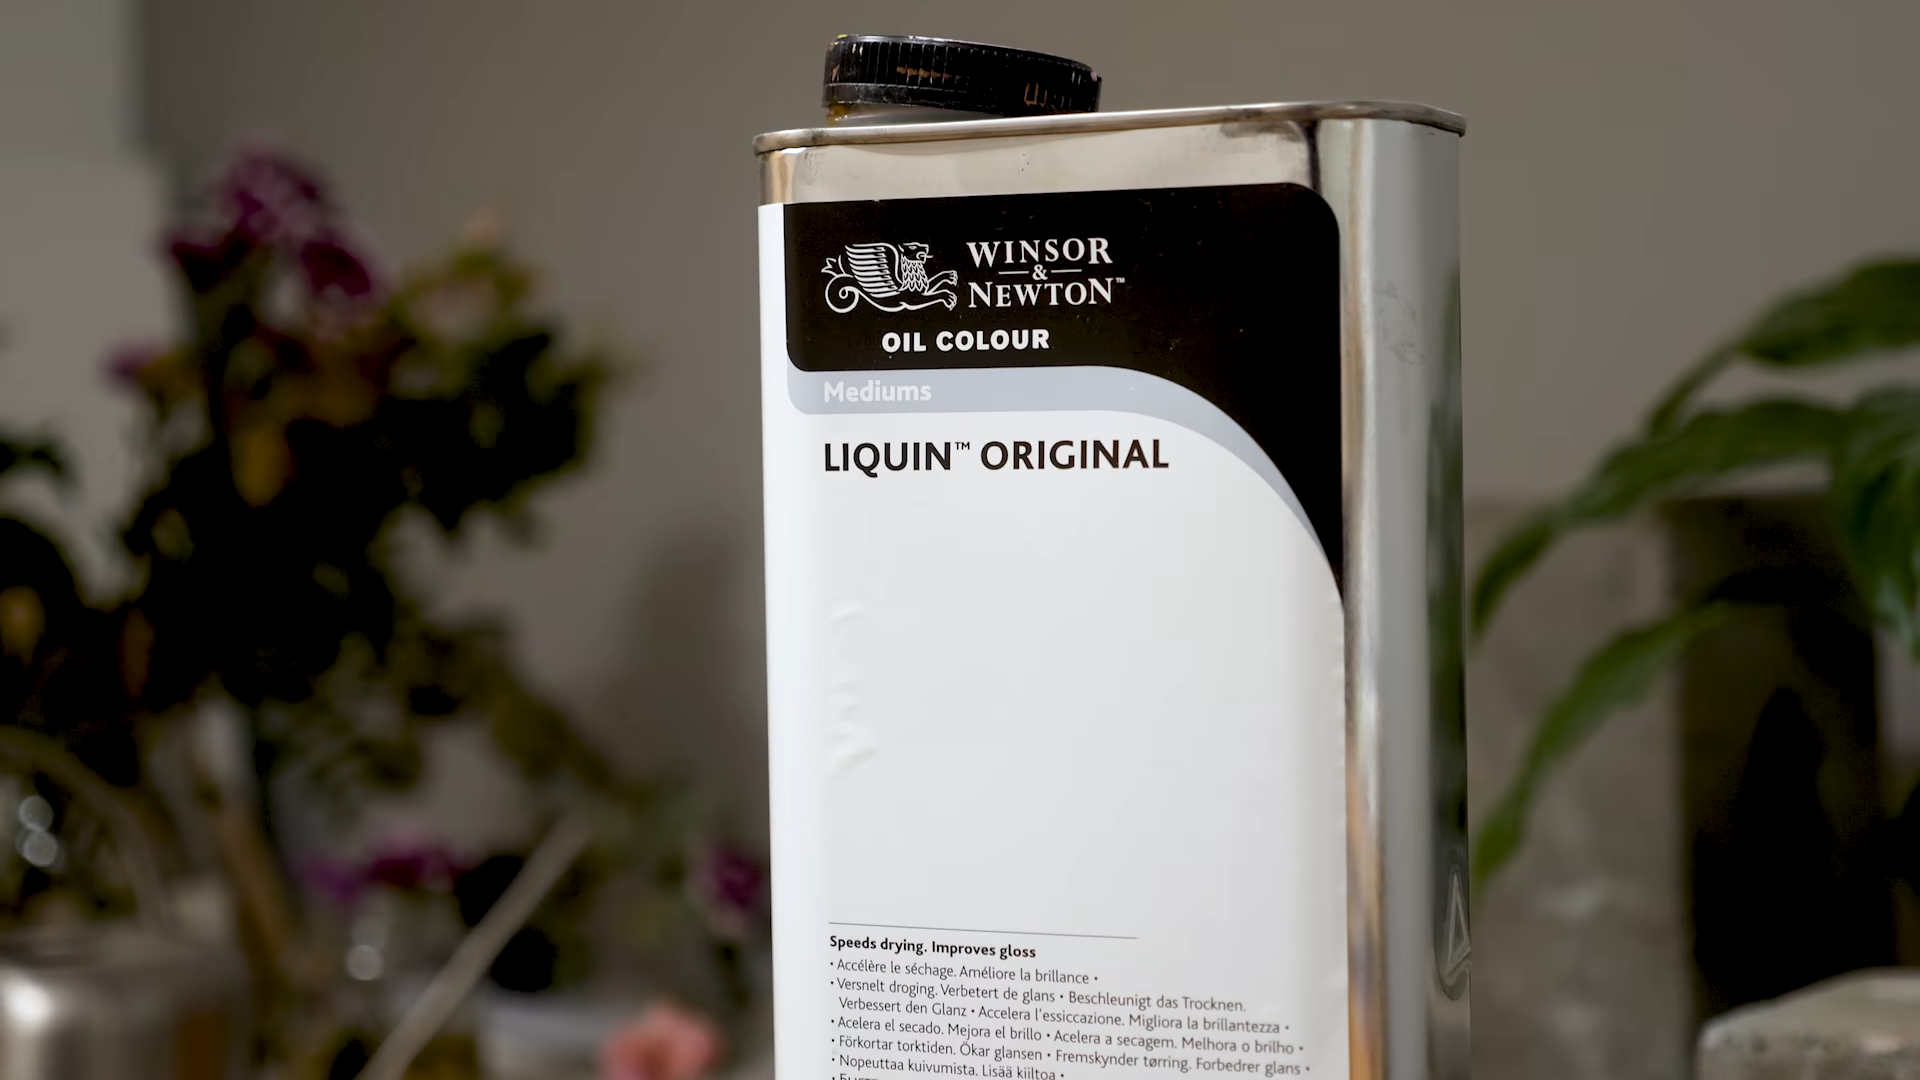 WINSOR
&
NEWTON™
OIL COLOUR
Mediums
LIQUIN™ ORIGINAL
Speeds drying. Improves gloss
• Accélère le séchage. Améliore la brillance •
• Versnelt droging. Verbetert de glans • Beschleunigt das Trocknen.
Verbessert den Glanz • Accelera l'essiccazione. Migliora la brillantezza •
• Acelera el secado. Mejora el brillo • Acelera a secagem. Melhora o brilho •
• Förkortar torktiden. Ökar glansen • Fremskynder tørring. Forbedrer glans •
• Nopeuttaa kuivumista. Lisää kiiltoa •